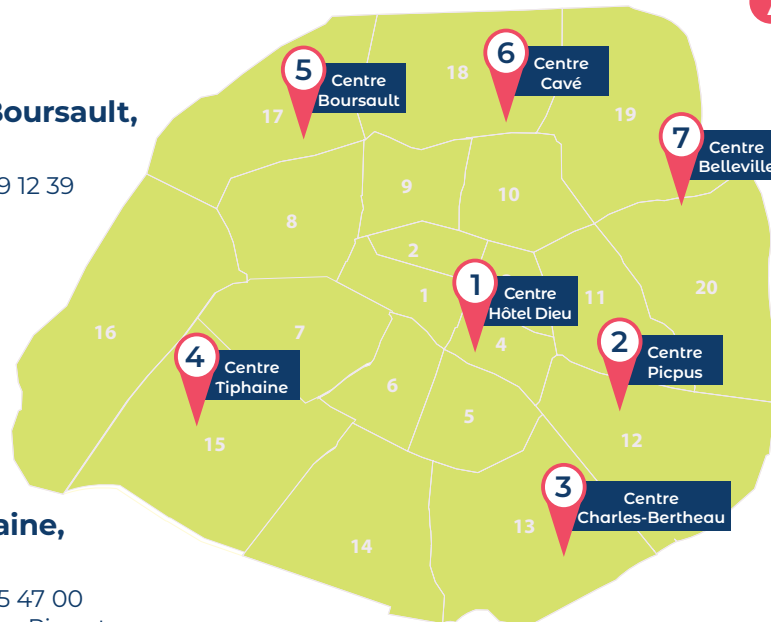 Boursault,
9 12 39
5
Centre
Boursault
6
Centre
Cavé
7
Centre
Belleville
1
Centre
Hôtel Dieu
4
Centre
Tiphaine
2
Centre
Picpus
3
Centre
Charles-Bertheau
17
18
19
9
10
8
2
1
11
20
16
7
4
6
5
12
15
13
14
aine,
5 47 00